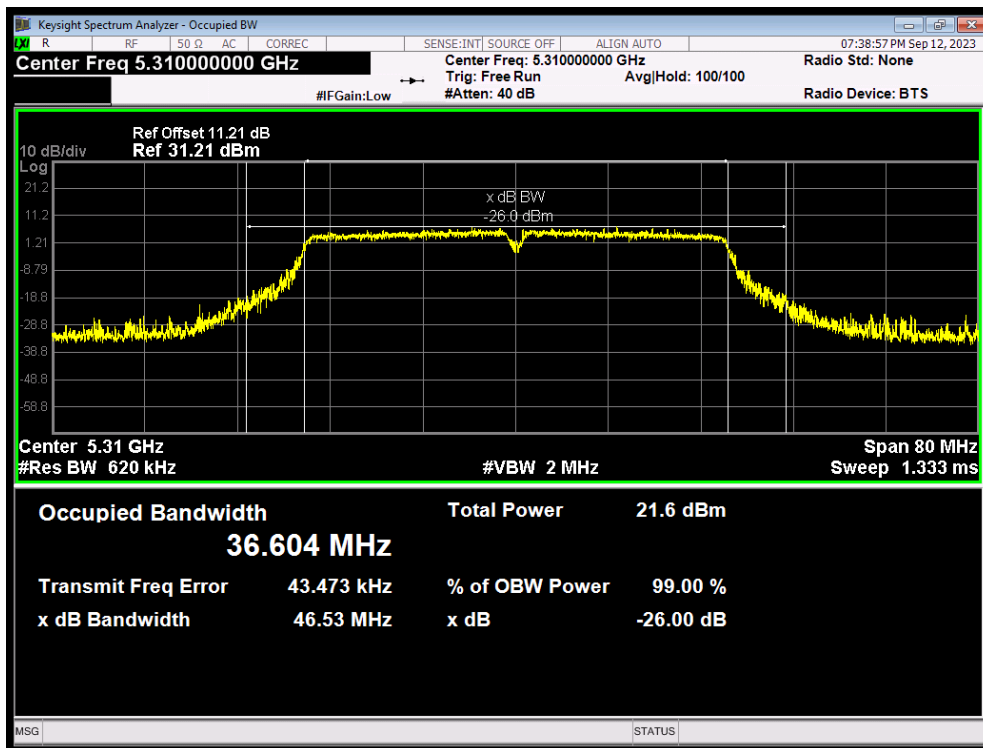 Keysight Spectrum Analyzer - Occupied BW
LXI R RF 50 Ω AC CORREC SENSE:INT SOURCE OFF ALIGN AUTO 07:38:57 PM Sep 12, 2023
Center Freq 5.310000000 GHz Center Freq: 5.310000000 GHz Radio Std: None
Trig: Free Run Avg|Hold: 100/100
#IFGain:Low #Atten: 40 dB Radio Device: BTS
Ref Offset 11.21 dB
10 dB/div Ref 31.21 dBm
Log
21.2
x dB BW
11.2 -26.0 dBm
1.21
-8.79
-18.8
-28.8
-38.8
-48.8
-58.8
Center 5.31 GHz Span 80 MHz
#Res BW 620 kHz #VBW 2 MHz Sweep 1.333 ms
Occupied Bandwidth Total Power 21.6 dBm
36.604 MHz
Transmit Freq Error 43.473 kHz % of OBW Power 99.00 %
x dB Bandwidth 46.53 MHz x dB -26.00 dB
MSG STATUS